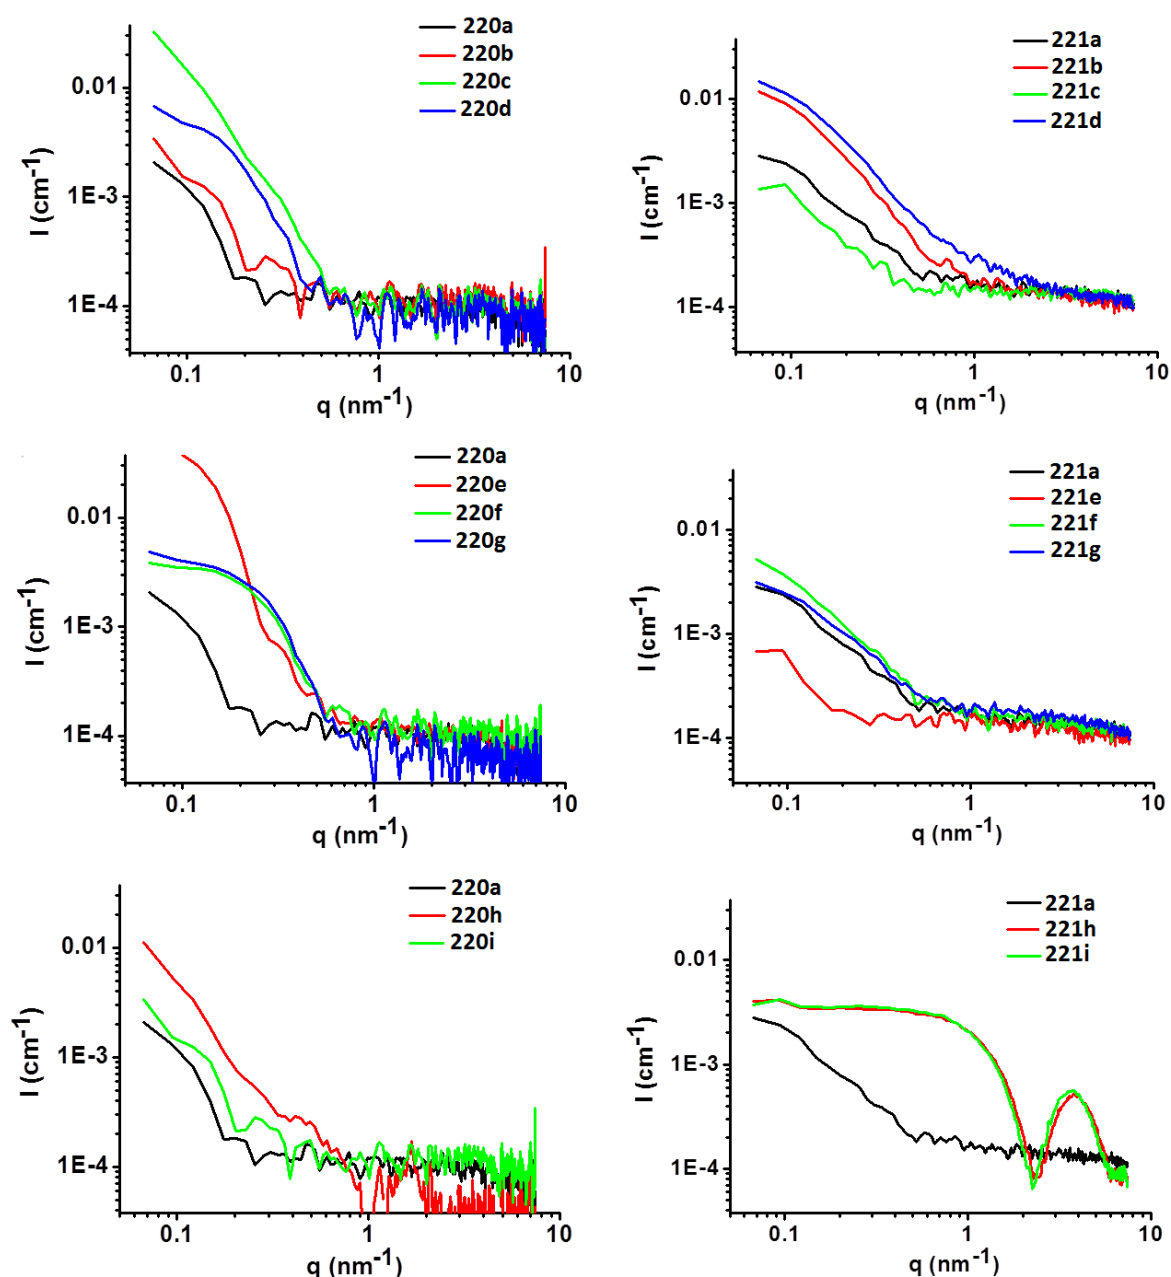 220a
220b
220c
220d
0.01
1E-3
1E-4
I (cm-1)
0.1
1
10
q (nm-1)
221a
221b
221c
221d
0.01
1E-3
1E-4
I (cm-1)
0.1
1
10
q (nm-1)
220a
220e
220f
220g
0.01
1E-3
1E-4
I (cm-1)
0.1
1
10
q (nm-1)
221a
221e
221f
221g
0.01
1E-3
1E-4
I (cm-1)
0.1
1
10
q (nm-1)
220a
220h
220i
0.01
1E-3
1E-4
I (cm-1)
0.1
1
10
q (nm-1)
221a
221h
221i
0.01
1E-3
1E-4
I (cm-1)
0.1
1
10
q (nm-1)